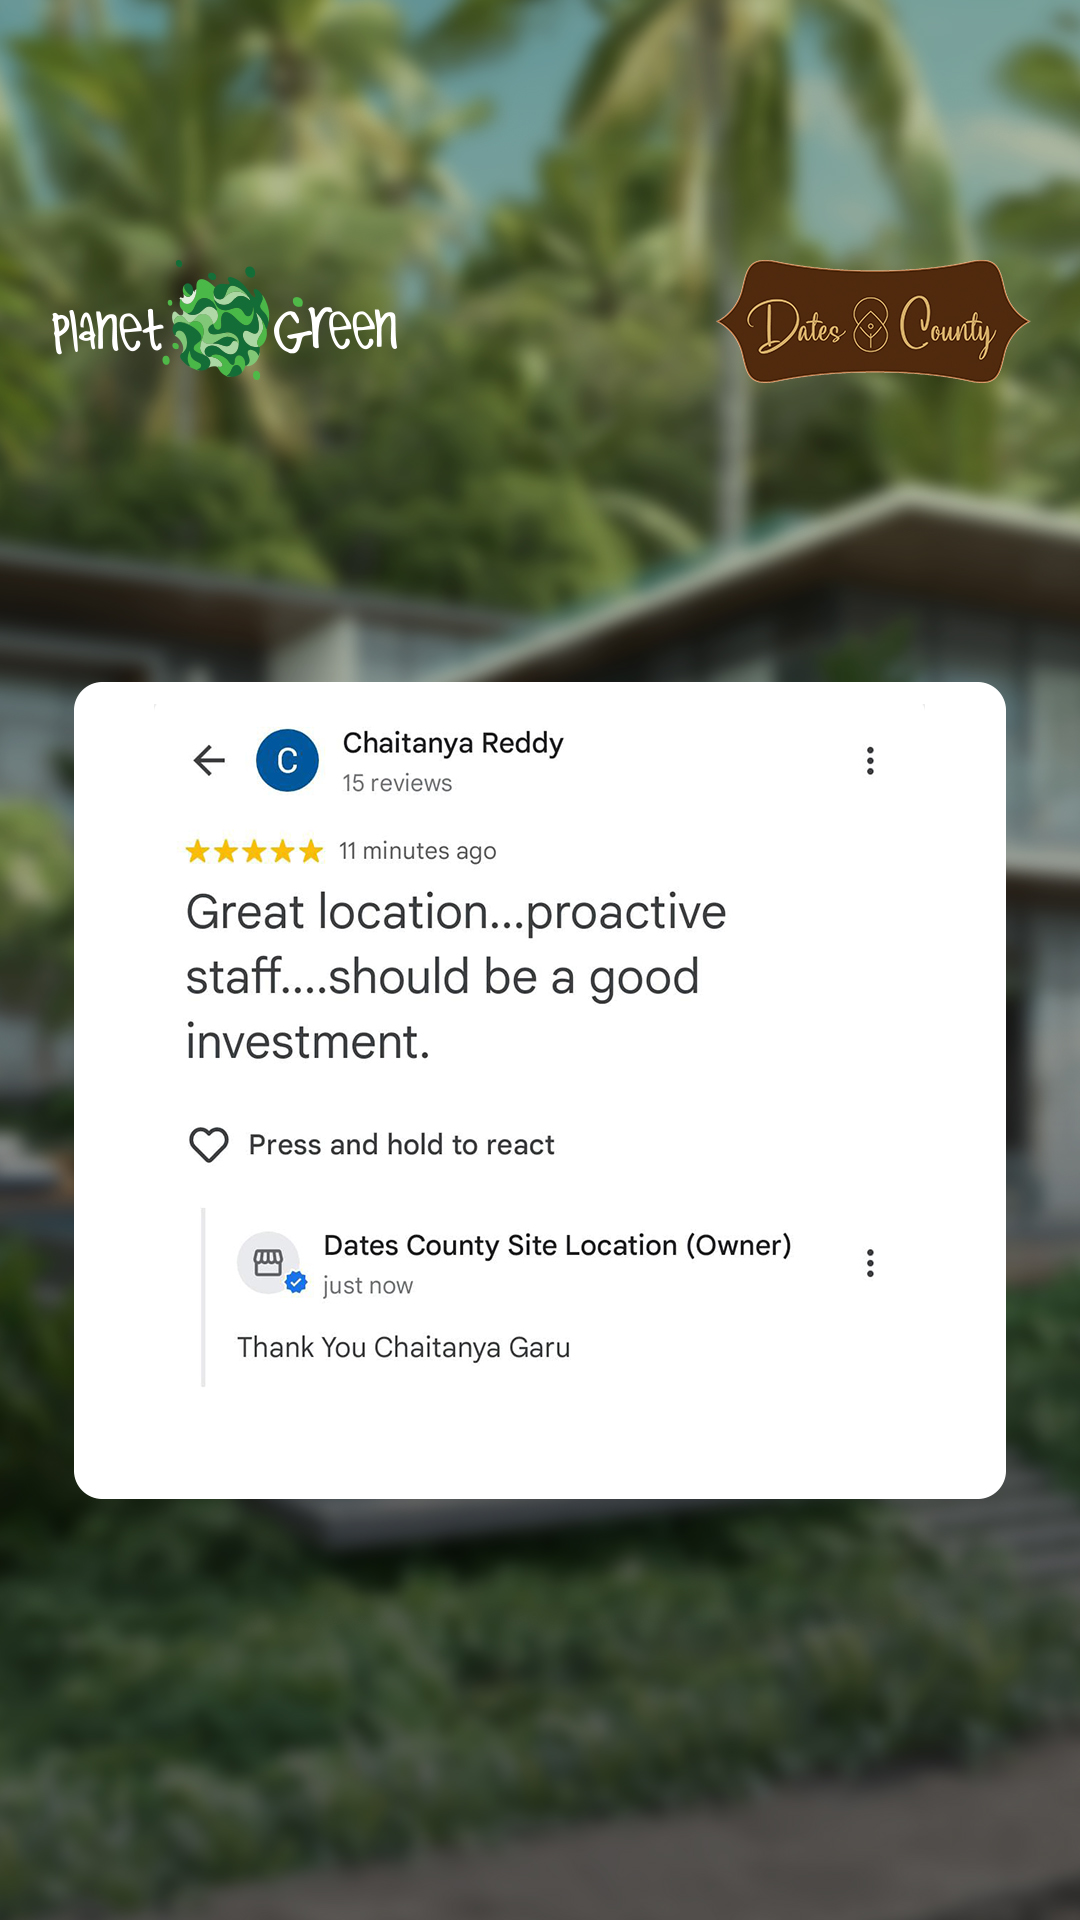 Planet Green
Dates County
Chaitanya Reddy
15 reviews
11 minutes ago
Great location...proactive
staff....should be a good
investment.
Press and hold to react
Dates County Site Location (Owner)
just now
Thank You Chaitanya Garu